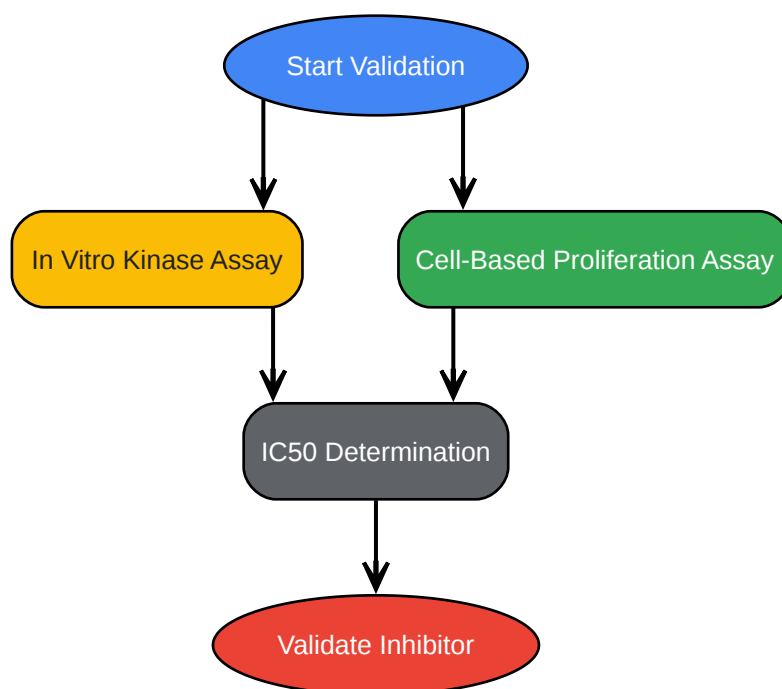 Start Validation
In Vitro Kinase Assay
Cell-Based Proliferation Assay
IC50 Determination
Validate Inhibitor